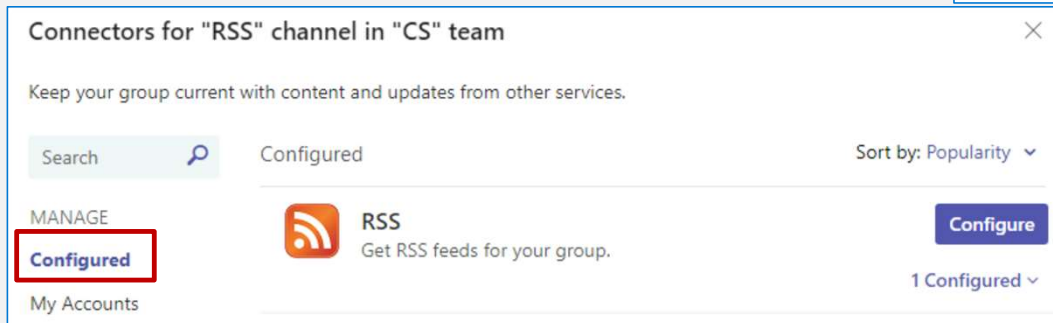 Connectors for "RSS" channel in "CS" team
Keep your group current with content and updates from other services.
Search
Configured
Sort by: Popularity
MANAGE
RSS
Configure
Get RSS feeds for your group.
Configured
1 Configured
My Accounts